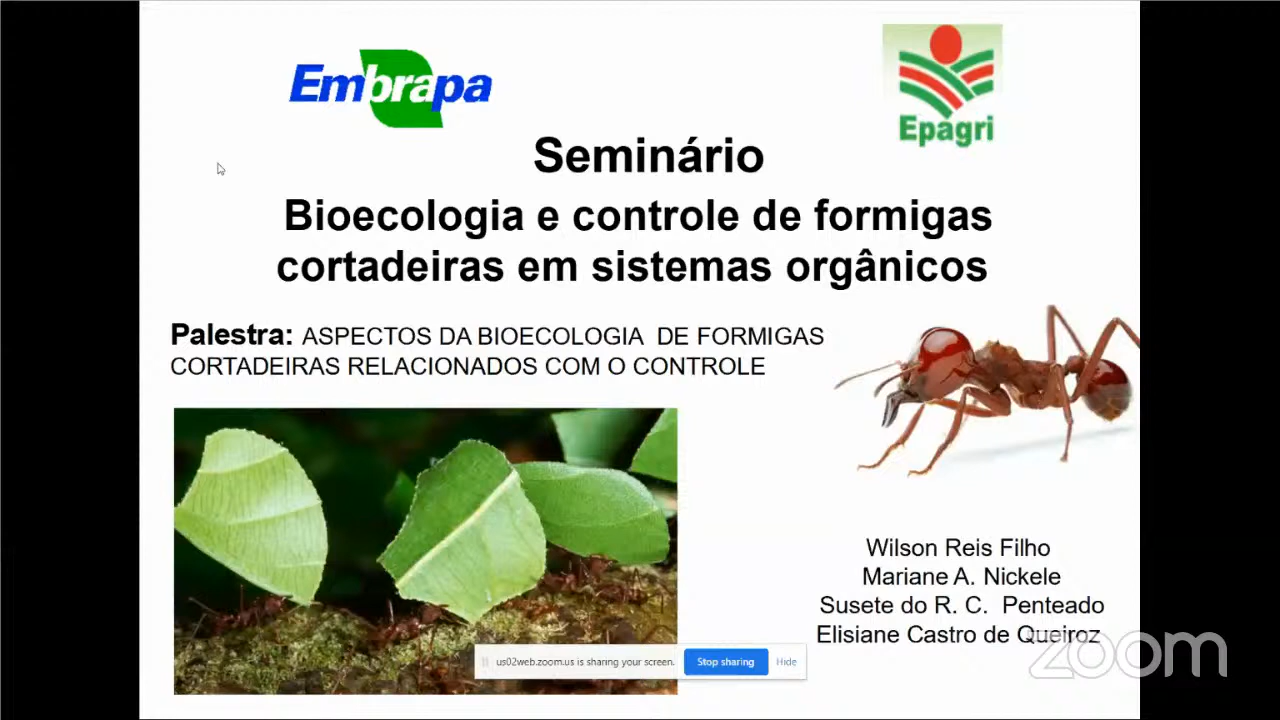 Embrapa
Epagri
Seminário
Bioecologia e controle de formigas
cortadeiras em sistemas orgânicos
Palestra: ASPECTOS DA BIOECOLOGIA DE FORMIGAS
CORTADEIRAS RELACIONADOS COM O CONTROLE
Wilson Reis Filho
Mariane A. Nickele
Susete do R. C. Penteado
Elisiane Castro de Queiroz
us02web.zoom.us is sharing your screen. Stop sharing Hide
zoom